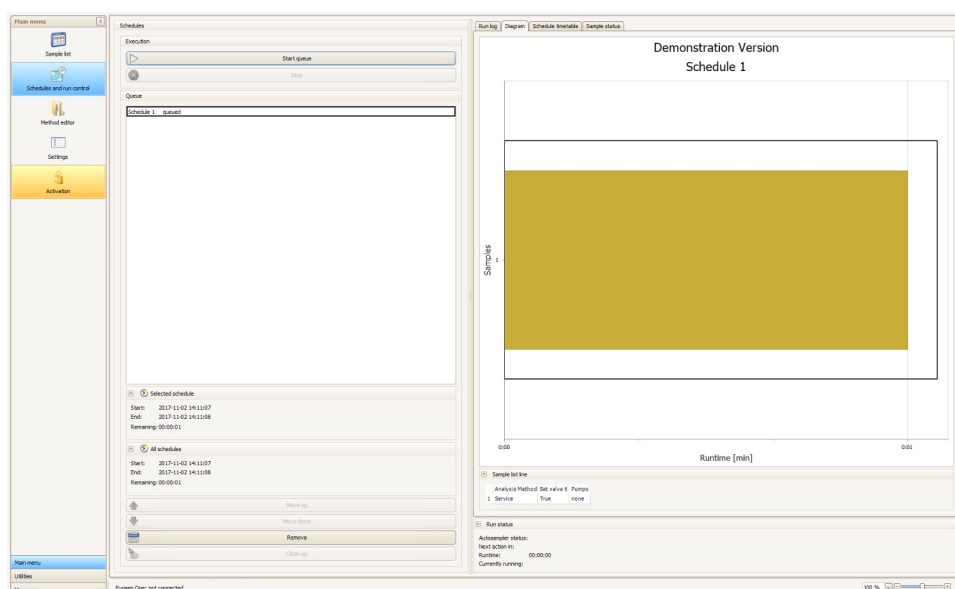 Main menu
Sample list
Schedules and run control
Method editor
Settings
Activation
Main menu
Utilities
Schedules
Execution
Start queue
Stop
Queue
Schedule 1 queued
Selected schedule
Start: 2017-11-02 14:11:07
End: 2017-11-02 14:11:08
Remaining: 00:00:01
All schedules
Start: 2017-11-02 14:11:07
End: 2017-11-02 14:11:08
Remaining: 00:00:01
Move up
Move down
Remove
Clean up
Run log Diagram Schedule timetable Sample status
Demonstration Version
Schedule 1
Samples
1
0:00 0:01
Runtime [min]
Sample list line
Analysis Method Set valve 6 Pumps
1 Service True none
Run status
Autosampler status:
Next action in:
Runtime: 00:00:00
Currently running:
100 %